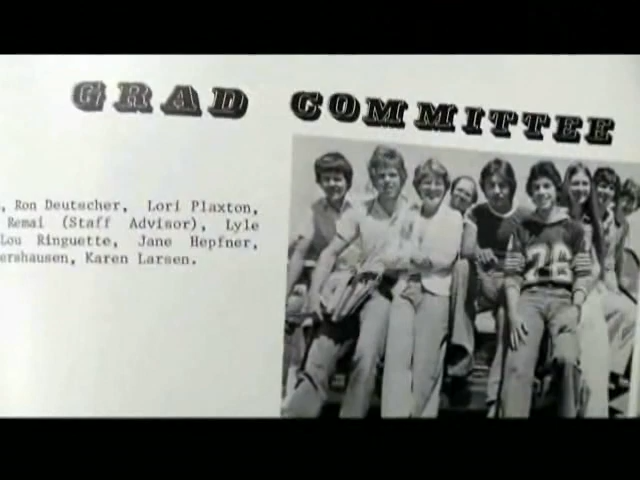 GRAD COMMITTEE
, Ron Deutscher, Lori Plaxton,
Remai (Staff Advisor), Lyle
Lou Ringuette, Jane Hepfner,
ershausen, Karen Larsen.
26